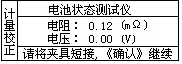 计量校正
电池状态测试仪
电阻： 0.12 (mΩ)
电压： 0.00 (V)
请将夹具短接,《确认》继续